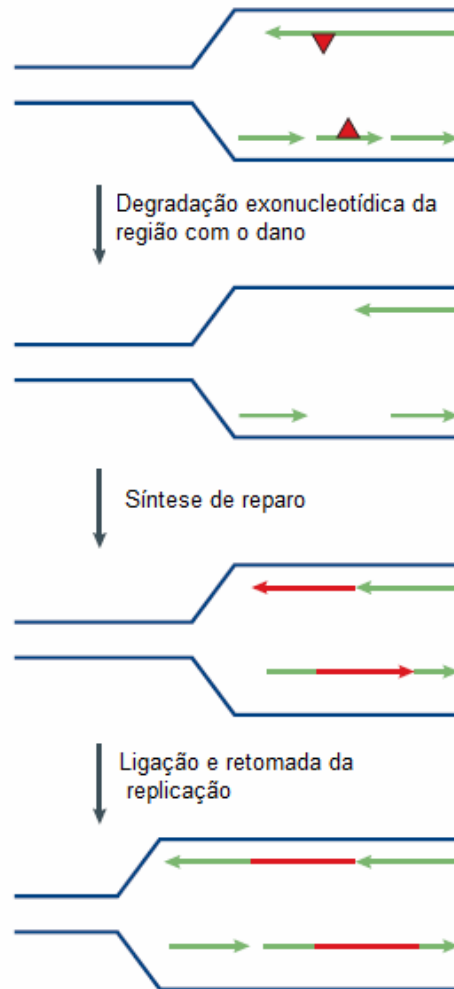 Degradação exonucleotídica da
região com o dano
Síntese de reparo
Ligação e retomada da
replicação